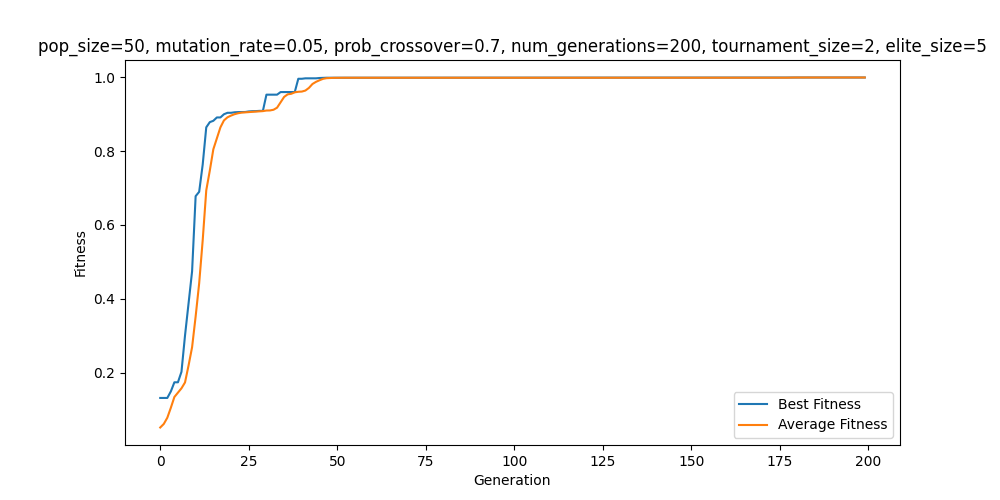 pop_size=50, mutation_rate=0.05, prob_crossover=0.7, num_generations=200, tournament_size=2, elite_size=5
1.0
0.8
0.6
0.4
0.2
Fitness
Best Fitness
Average Fitness
0 25 50 75 100 125 150 175 200
Generation